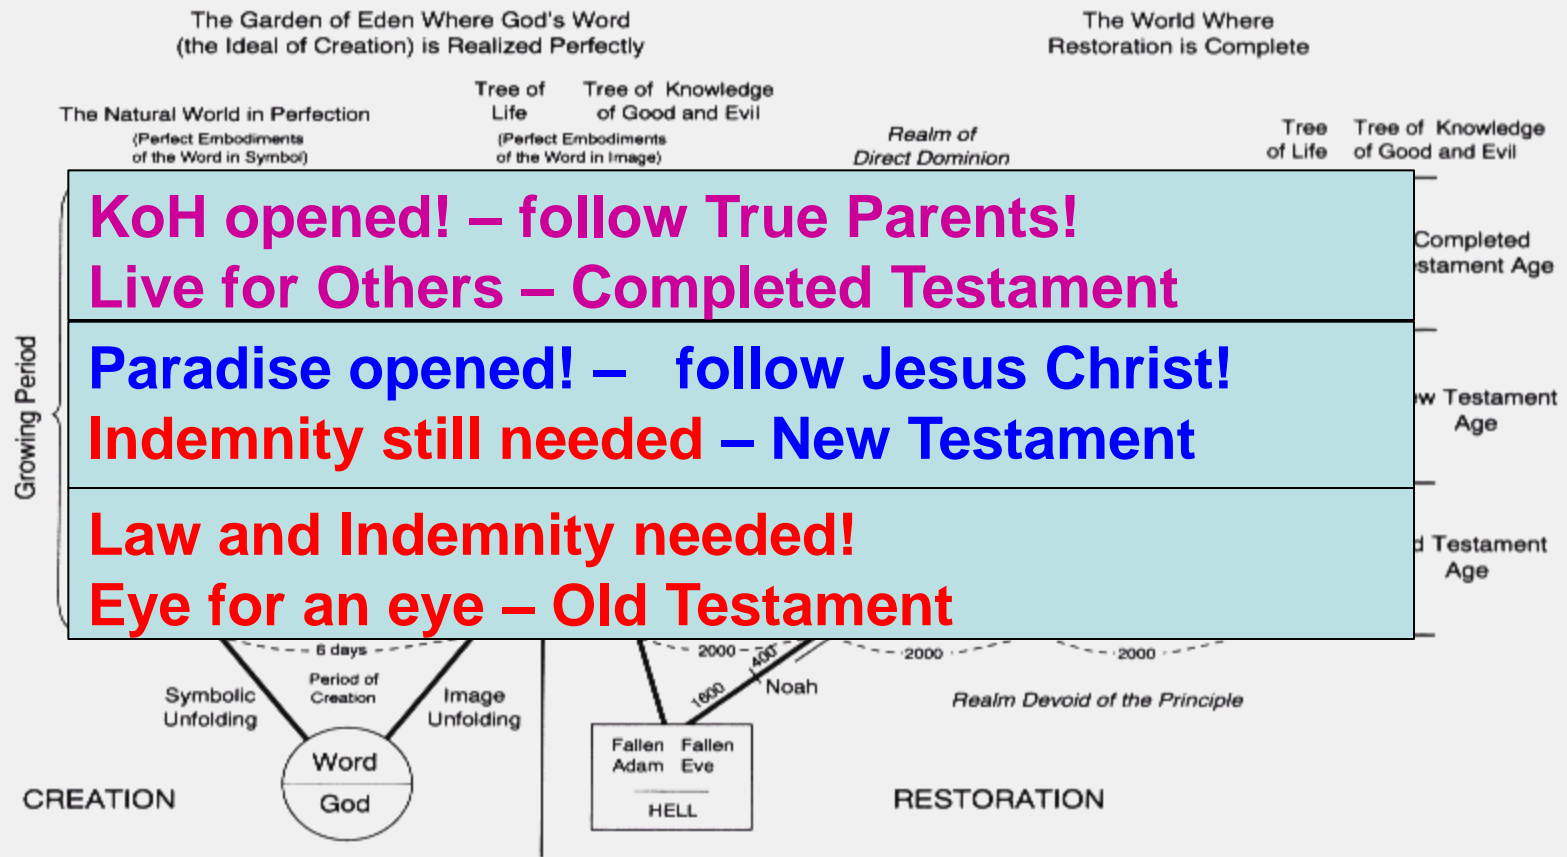 The Garden of Eden Where God's Word
(the Ideal of Creation) is Realized Perfectly
The World Where
Restoration is Complete
The Natural World in Perfection
(Perfect Embodiments
of the Word in Symbol)
Tree of
Life
Tree of Knowledge
of Good and Evil
(Perfect Embodiments
of the Word in Image)
Realm of
Direct Dominion
Tree
of Life
Tree of Knowledge
of Good and Evil
KoH opened! – follow True Parents!
Live for Others – Completed Testament
Completed
stament Age
Growing Period
Paradise opened! – follow Jesus Christ!
Indemnity still needed – New Testament
w Testament
Age
Law and Indemnity needed!
Eye for an eye – Old Testament
d Testament
Age
6 days
Period of
Creation
Symbolic
Unfolding
Image
Unfolding
2000
400
1600
Noah
2000
2000
Realm Devoid of the Principle
Word
God
Fallen Adam
Fallen Eve
HELL
CREATION
RESTORATION